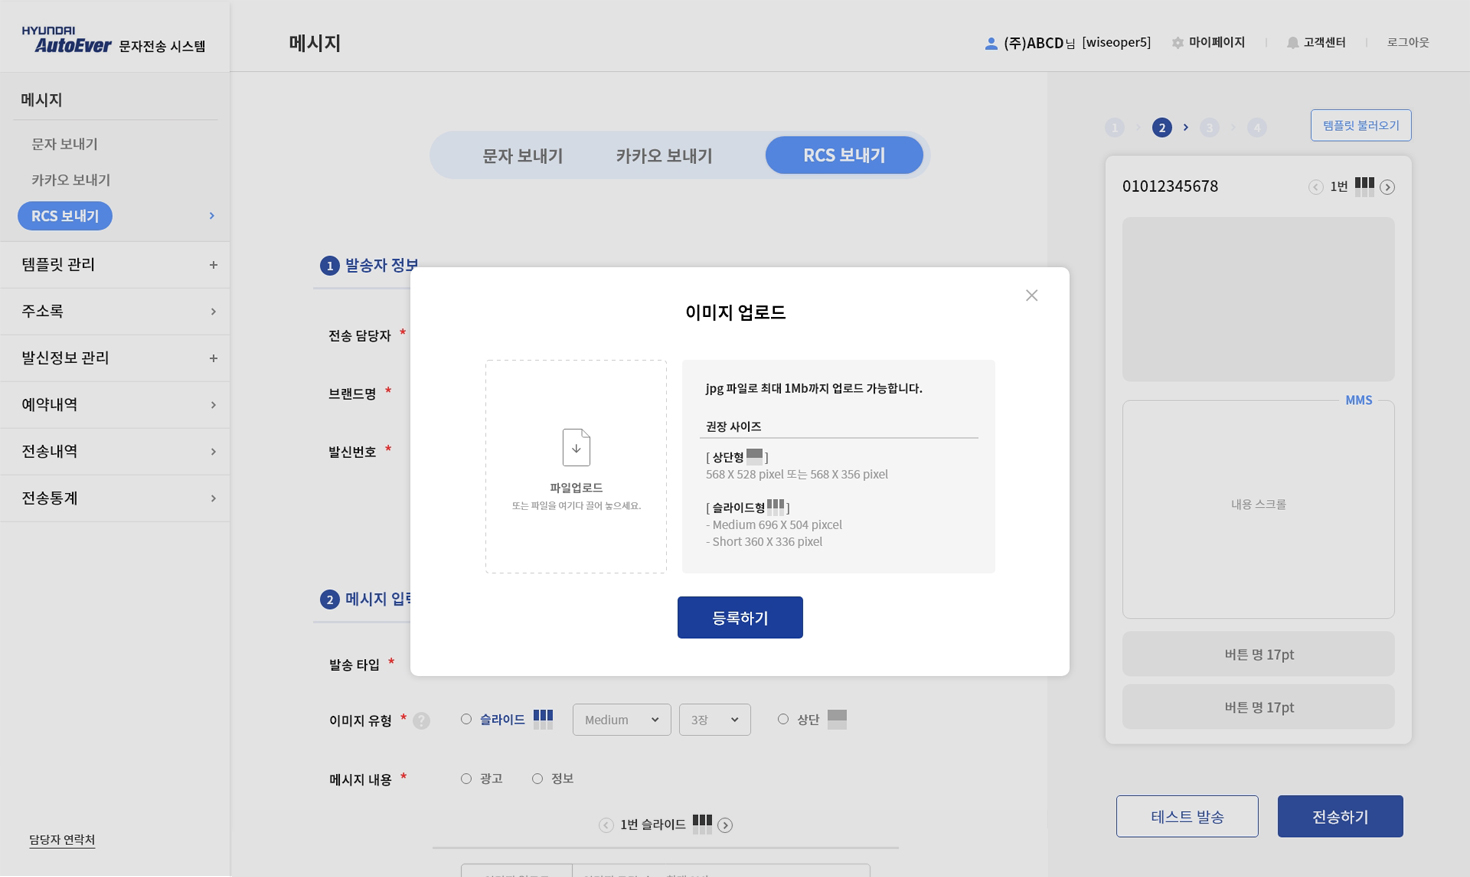 HYUNDAI
AutoEver 문자전송 시스템
메시지
(주)ABCD님 [wiseoper5]
마이페이지
고객센터
로그아웃
메시지
문자 보내기
카카오 보내기
RCS 보내기
템플릿 관리
주소록
발신정보 관리
예약내역
전송내역
전송통계
담당자 연락처
문자 보내기
카카오 보내기
RCS 보내기
1 발송자 정보
전송 담당자 *
브랜드명 *
발신번호 *
2 메시지 입력
발송 타입 *
이미지 유형 * ?
슬라이드
Medium
3장
상단
메시지 내용 *
광고
정보
1번 슬라이드
이미지 업로드
파일업로드
또는 파일을 여기다 끌어 놓으세요.
jpg 파일로 최대 1Mb까지 업로드 가능합니다.
권장 사이즈
[ 상단형 ]
568 X 528 pixel 또는 568 X 356 pixel
[ 슬라이드형 ]
- Medium 696 X 504 pixcel
- Short 360 X 336 pixel
등록하기
1 2 3 4
템플릿 불러오기
01012345678
1번
MMS
내용 스크롤
버튼 명 17pt
버튼 명 17pt
테스트 발송
전송하기